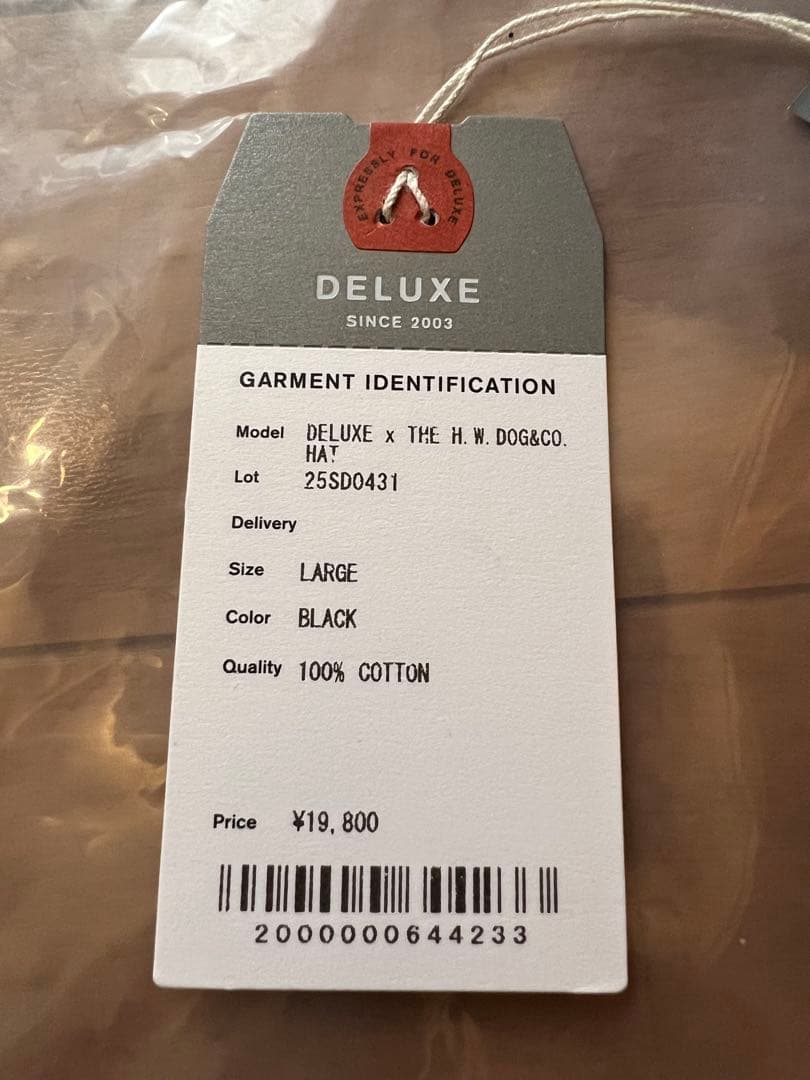 EXPRESSLY FOR DELUXE
DELUXE
SINCE 2003
GARMENT IDENTIFICATION
Model DELUXE x THE H.W.DOG&CO.
HAT
Lot 25SD0431
Delivery
Size LARGE
Color BLACK
Quality 100% COTTON
Price ¥19,800
2000000644233